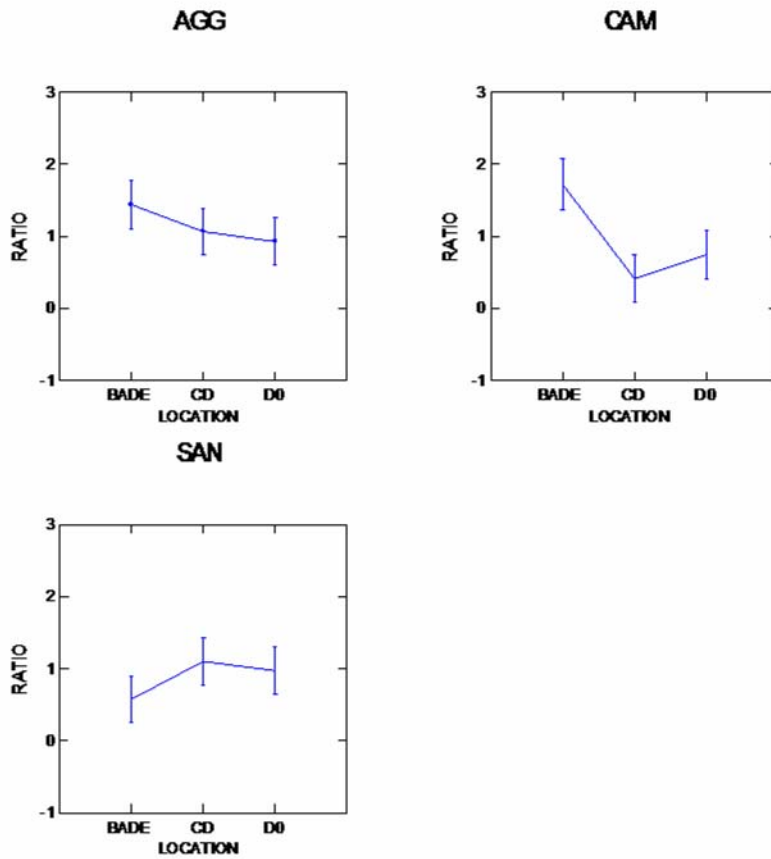 AGG
3
2
1
0
-1
RATIO
BADE CD D0
LOCATION
CAM
3
2
1
0
-1
RATIO
BADE CD D0
LOCATION
SAN
3
2
1
0
-1
RATIO
BADE CD D0
LOCATION